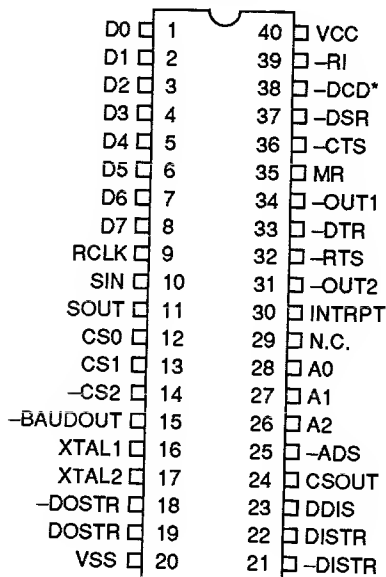 D0 1 40 VCC
D1 2 39 –RI
D2 3 38 –DCD*
D3 4 37 –DSR
D4 5 36 –CTS
D5 6 35 MR
D6 7 34 –OUT1
D7 8 33 –DTR
RCLK 9 32 –RTS
SIN 10 31 –OUT2
SOUT 11 30 INTRPT
CS0 12 29 N.C.
CS1 13 28 A0
–CS2 14 27 A1
–BAUDOUT 15 26 A2
XTAL1 16 25 –ADS
XTAL2 17 24 CSOUT
–DOSTR 18 23 DDIS
DOSTR 19 22 DISTR
VSS 20 21 –DISTR